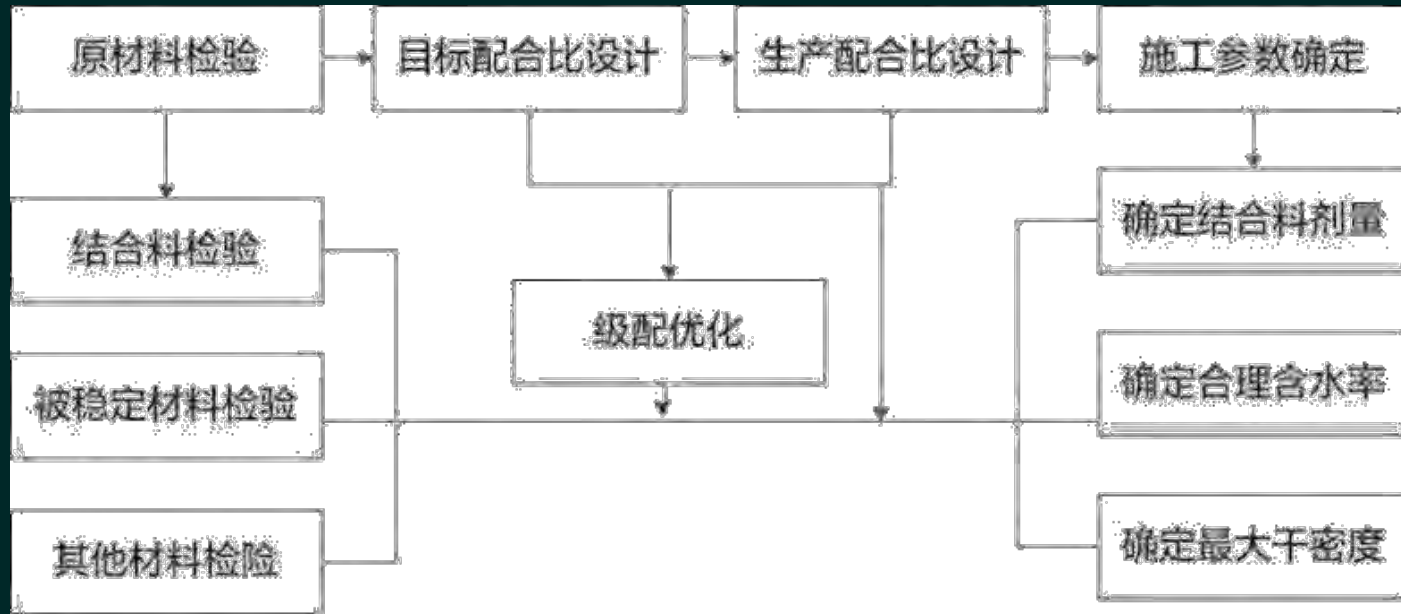 原材料检验
目标配合比设计
生产配合比设计
施工参数确定
结合料检验
级配优化
确定结合料剂量
被稳定材料检验
确定合理含水率
其他材料检险
确定最大干密度